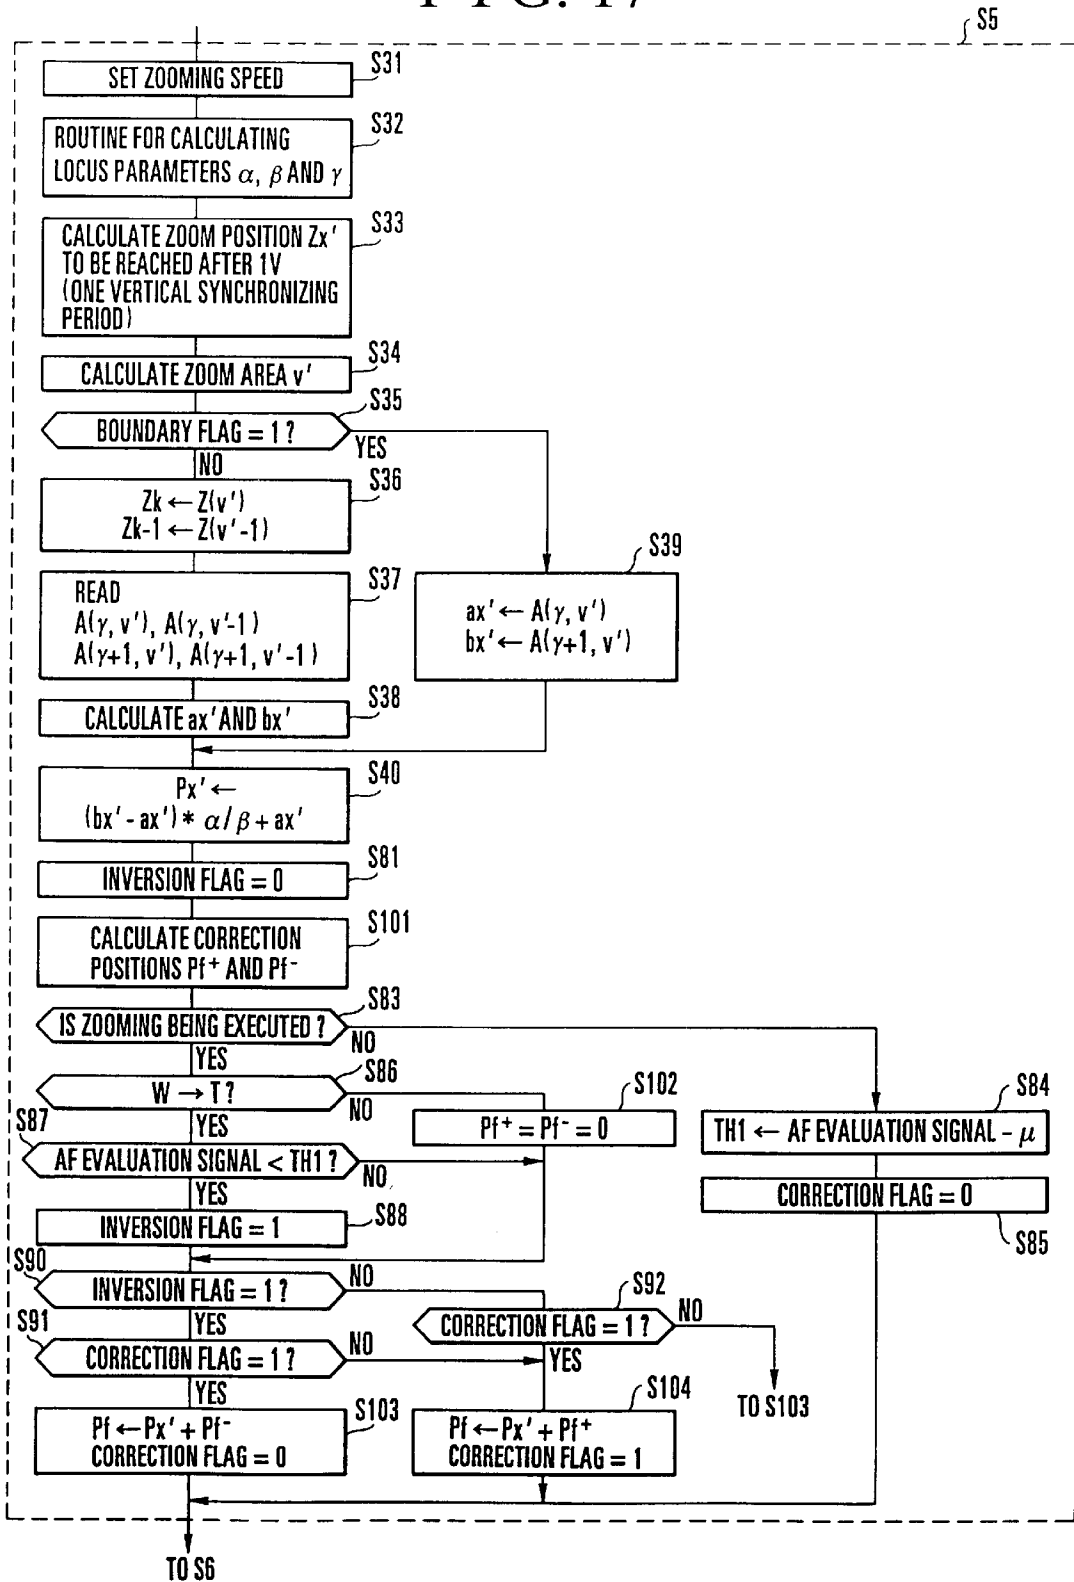 FIG. 17
S5
S31
SET ZOOMING SPEED
S32
ROUTINE FOR CALCULATING
LOCUS PARAMETERS α, β AND γ
S33
CALCULATE ZOOM POSITION Zx'
TO BE REACHED AFTER 1V
(ONE VERTICAL SYNCHRONIZING
PERIOD)
S34
CALCULATE ZOOM AREA v'
S35
BOUNDARY FLAG = 1 ?
YES
NO
S36
Zk ← Z(v')
Zk-1 ← Z(v'-1)
S37
READ
A(γ, v'), A(γ, v'-1)
A(γ+1, v'), A(γ+1, v'-1)
S39
ax' ← A(γ, v')
bx' ← A(γ+1, v')
S38
CALCULATE ax' AND bx'
S40
Px' ←
(bx' - ax') * α/β + ax'
S81
INVERSION FLAG = 0
S101
CALCULATE CORRECTION
POSITIONS Pf+ AND Pf-
S83
IS ZOOMING BEING EXECUTED ?
NO
YES
S86
W → T ?
NO
YES
S102
Pf+ = Pf- = 0
S84
TH1 ← AF EVALUATION SIGNAL - μ
S87
AF EVALUATION SIGNAL < TH1 ?
NO
YES
CORRECTION FLAG = 0
S85
S88
INVERSION FLAG = 1
S90
INVERSION FLAG = 1 ?
NO
YES
S92
CORRECTION FLAG = 1 ?
NO
YES
S91
CORRECTION FLAG = 1 ?
NO
YES
TO S103
S103
Pf ← Px' + Pf-
CORRECTION FLAG = 0
S104
Pf ← Px' + Pf+
CORRECTION FLAG = 1
TO S6